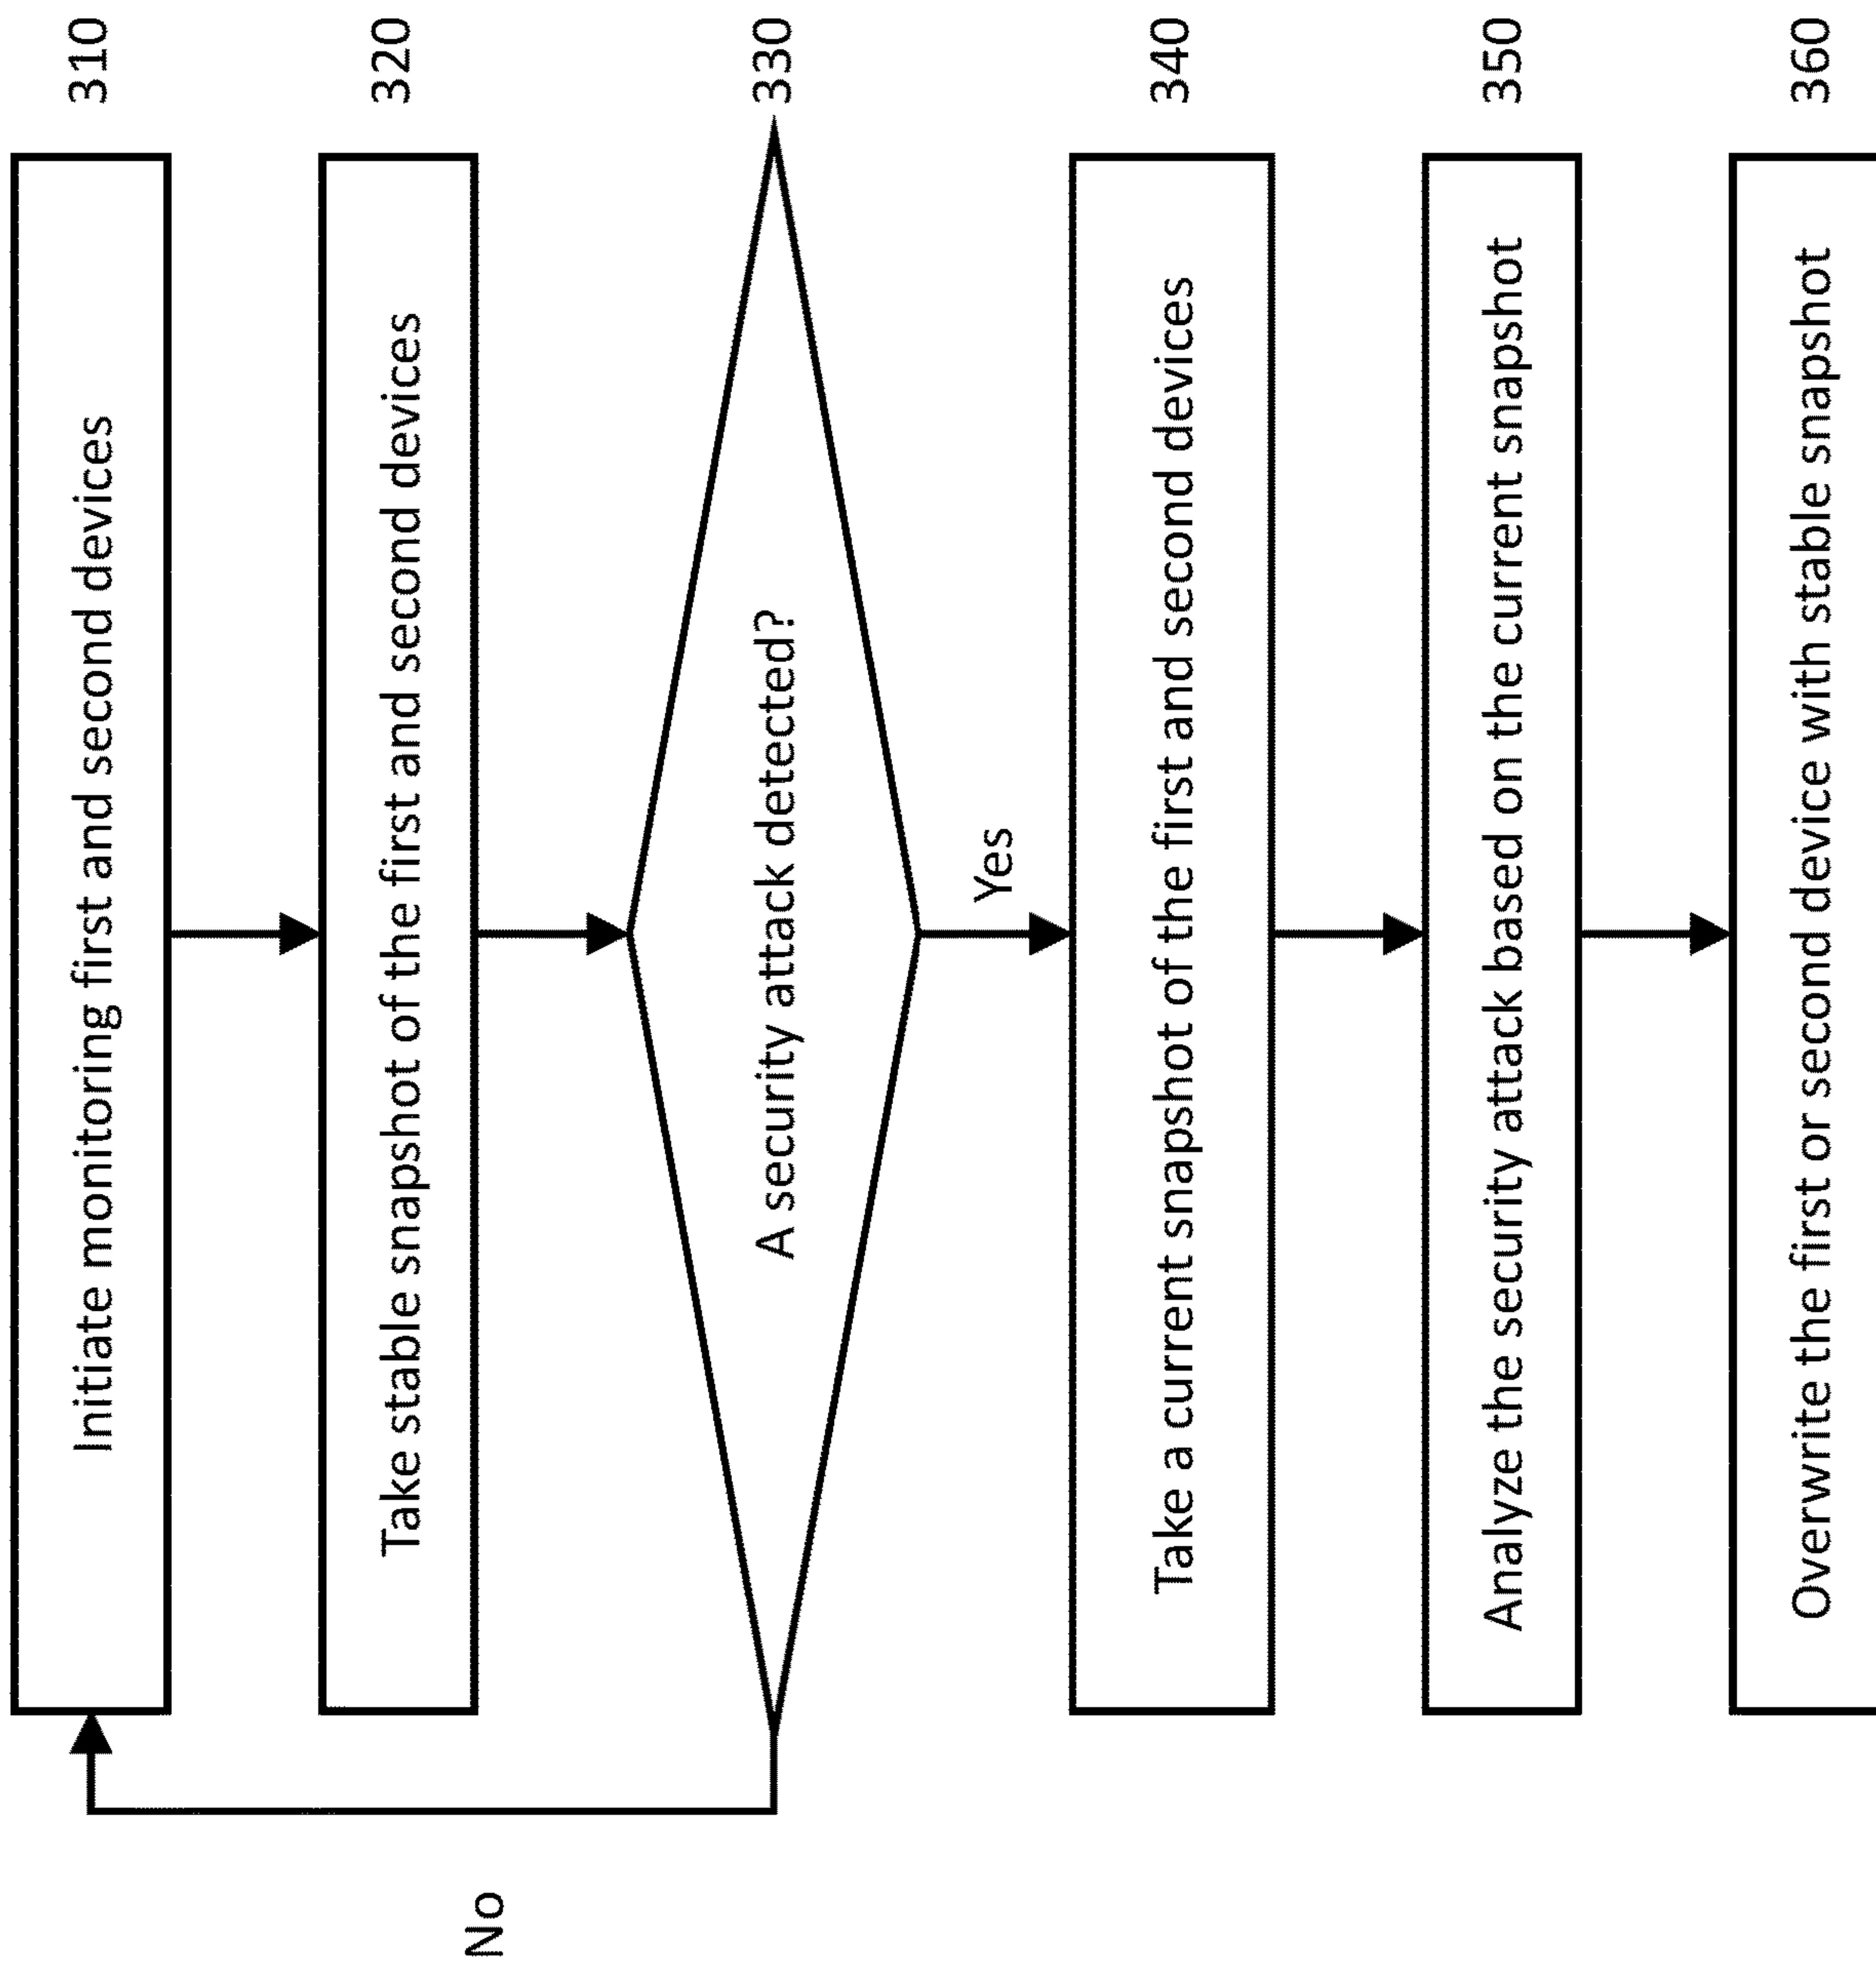 Initiate monitoring first and second devices 310
Take stable snapshot of the first and second devices 320
No
A security attack detected? 330
Yes
Take a current snapshot of the first and second devices 340
Analyze the security attack based on the current snapshot 350
Overwrite the first or second device with stable snapshot 360